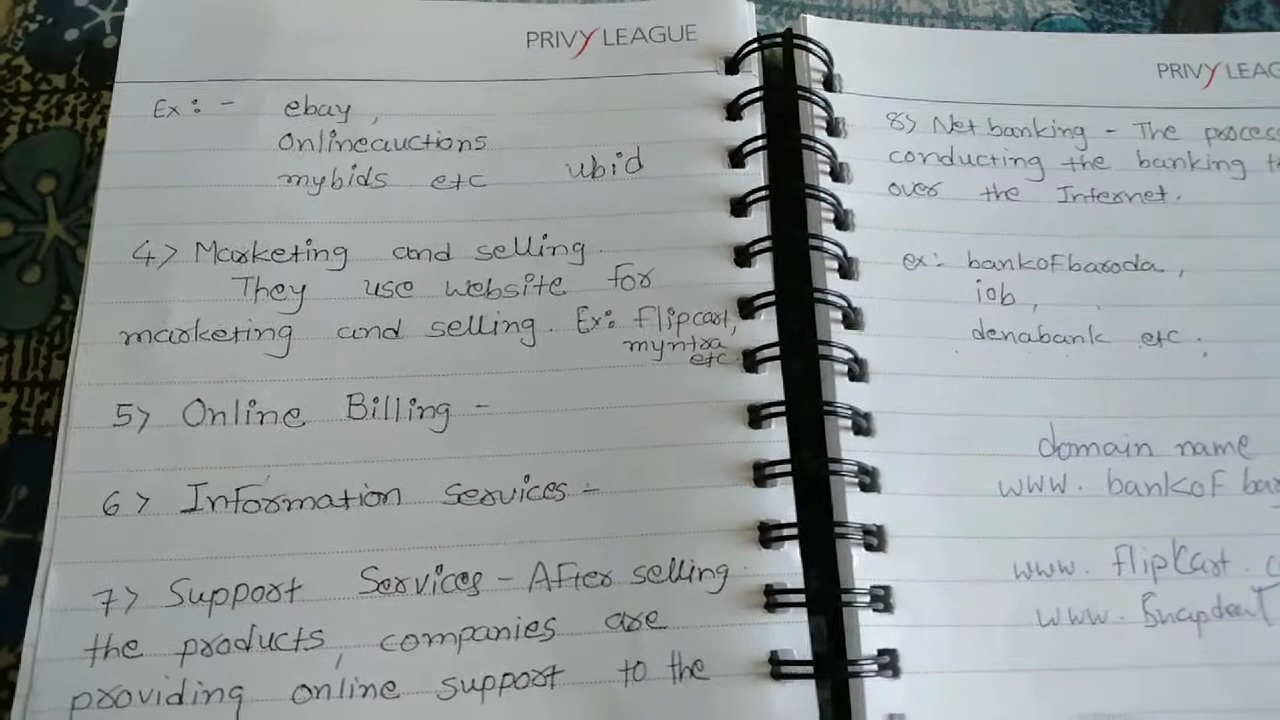 PRIVY LEAGUE
Ex:- ebay,
Onlineauctions
mybids etc ubid
4> Marketing and selling.
They use website for
marketing and selling. Ex: Flipcart,
myntra
etc
5> Online Billing -
6> Information Services -
7> Support Services - After selling
the products, companies are
providing online support to the
PRIVY LEAG
8> Net banking - The proces
conducting the banking t
over the Internet.
ex: bankofbaroda,
iob,
denabank etc.
domain name
www. bankof bar
www. flipkart. c
www. Snapdeal